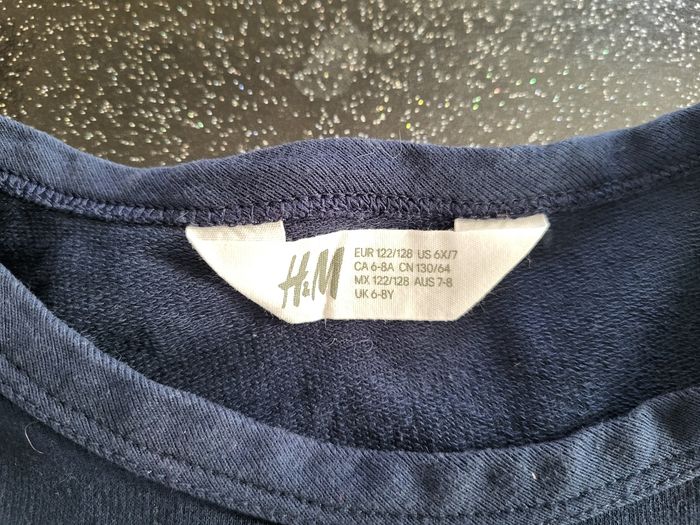 H&M
EUR 122/128 US 6X/7
CA 6-8A CN 130/64
MX 122/128 AUS 7-8
UK 6-8Y